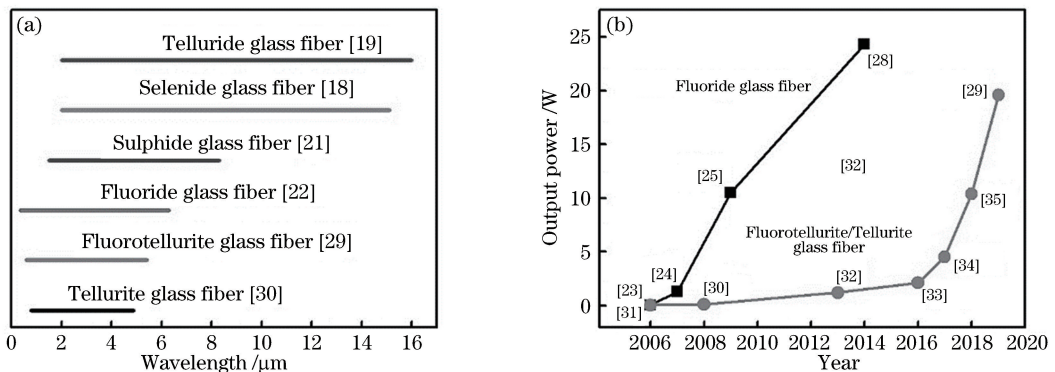 (a)
Telluride glass fiber [19]
Selenide glass fiber [18]
Sulphide glass fiber [21]
Fluoride glass fiber [22]
Fluorotellurite glass fiber [29]
Tellurite glass fiber [30]
0 2 4 6 8 10 12 14 16
Wavelength /μm
(b)
Output power /W
25
20
15
10
5
0
[28]
Fluoride glass fiber
[29]
[32]
[25]
[35]
Fluorotellurite/Tellurite
glass fiber
[24]
[34]
[23]
[30]
[32]
[33]
[31]
2006 2008 2010 2012 2014 2016 2018 2020
Year